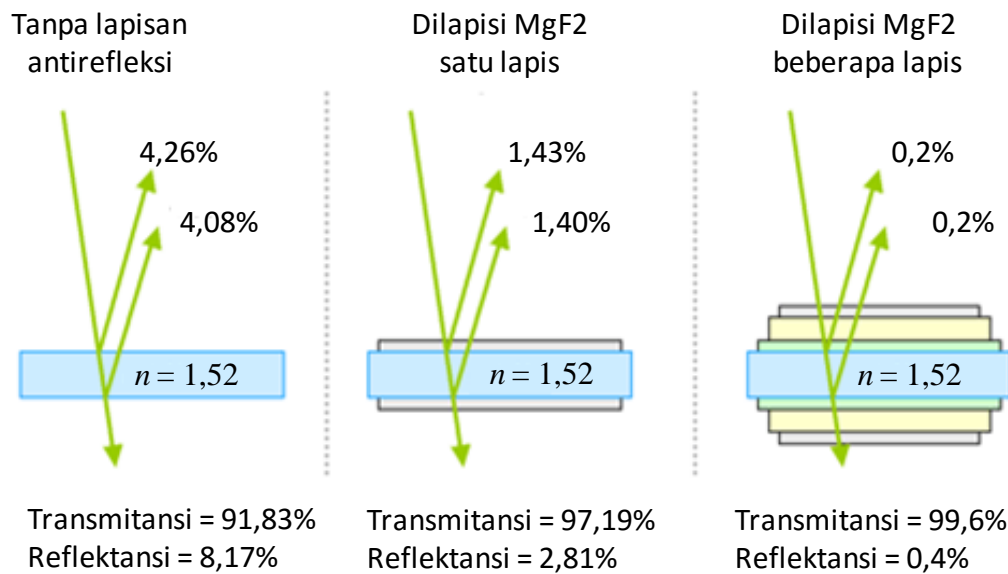 Tanpa lapisan
antirefleksi
4,26%
4,08%
n = 1,52
Transmitansi = 91,83%
Reflektansi = 8,17%
Dilapisi MgF2
satu lapis
1,43%
1,40%
n = 1,52
Transmitansi = 97,19%
Reflektansi = 2,81%
Dilapisi MgF2
beberapa lapis
0,2%
0,2%
n = 1,52
Transmitansi = 99,6%
Reflektansi = 0,4%